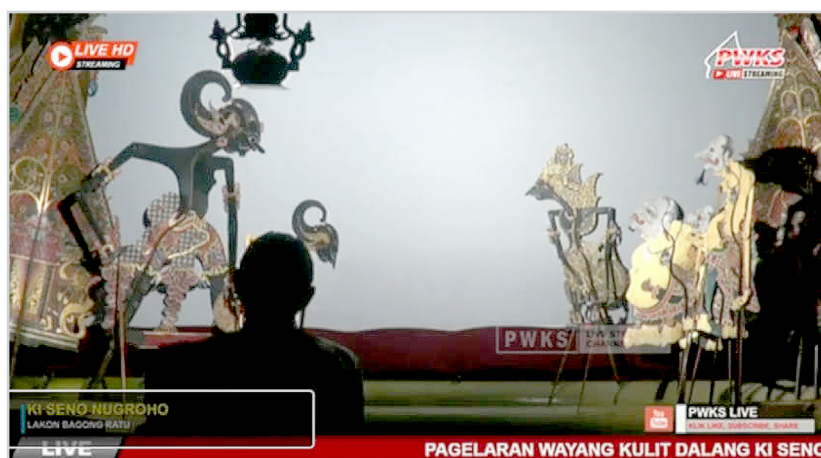 LIVE HD
STREAMING
PWKS
LIVE STREAMING
PWKS
KI SENO NUGROHO
LAKON BAGONG RATU
LIVE
YouTube
PWKS LIVE
KLIK LIKE, SUBSCRIBE, SHARE
PAGELARAN WAYANG KULIT DALANG KI SENO